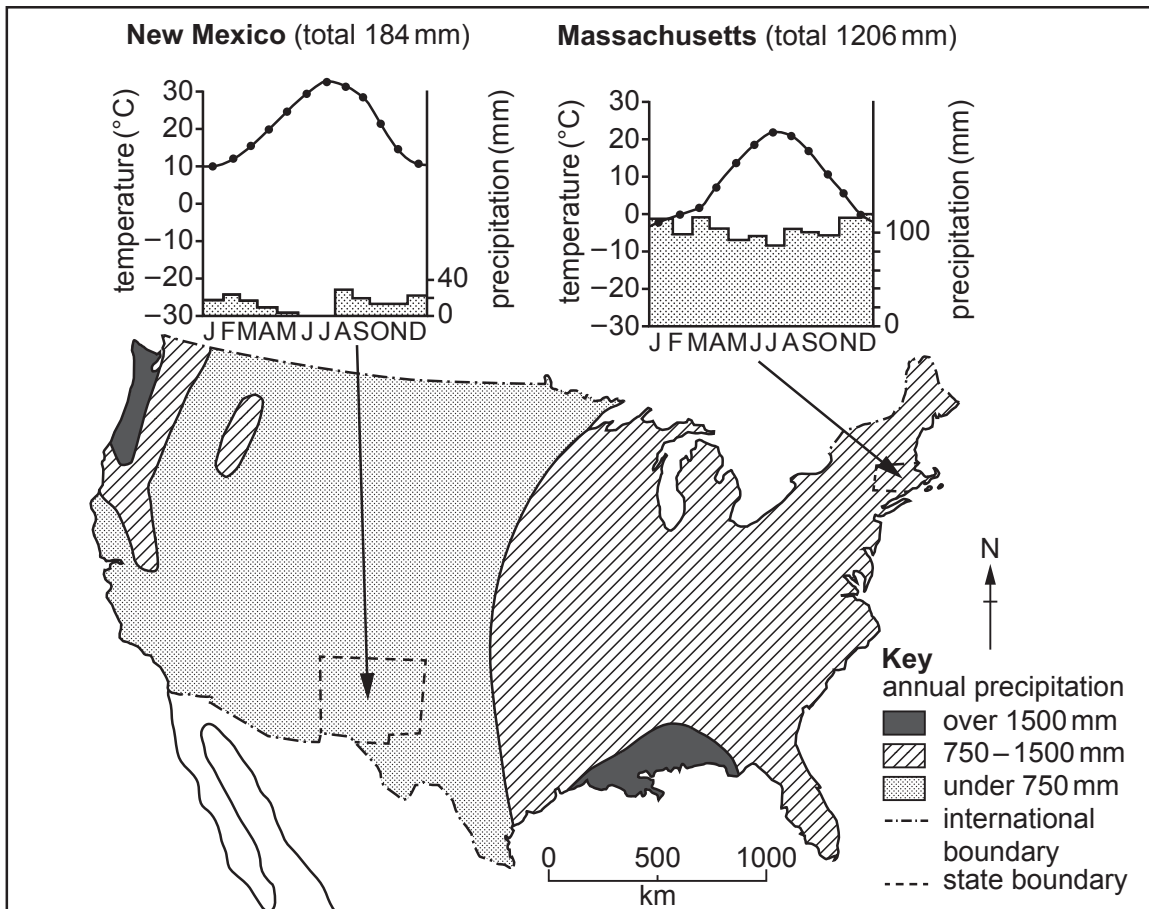 New Mexico (total 184 mm)
30
20
10
0
–10
–20
–30
temperature (°C)
40
0
precipitation (mm)
J F M A M J J A S O N D
Massachusetts (total 1206 mm)
30
20
10
0
–10
–20
–30
temperature (°C)
100
0
precipitation (mm)
J F M A M J J A S O N D
N
Key
annual precipitation
over 1500 mm
750 – 1500 mm
under 750 mm
international
boundary
state boundary
0 500 1000
km